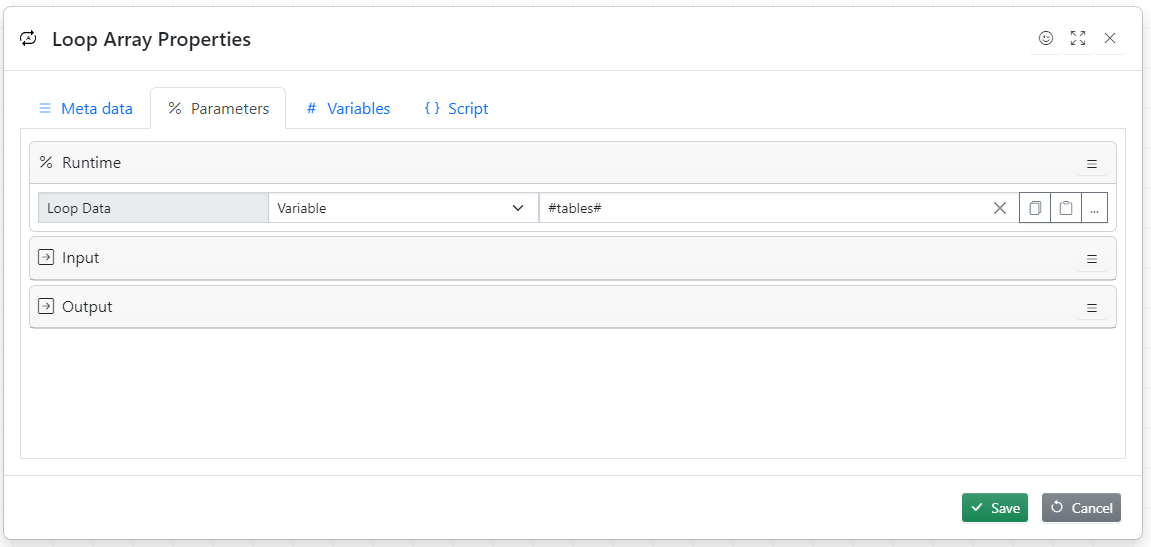 Loop Array Properties
Meta data
% Parameters
# Variables
{ } Script
% Runtime
Loop Data Variable #tables# ...
Input
Output
Save Cancel